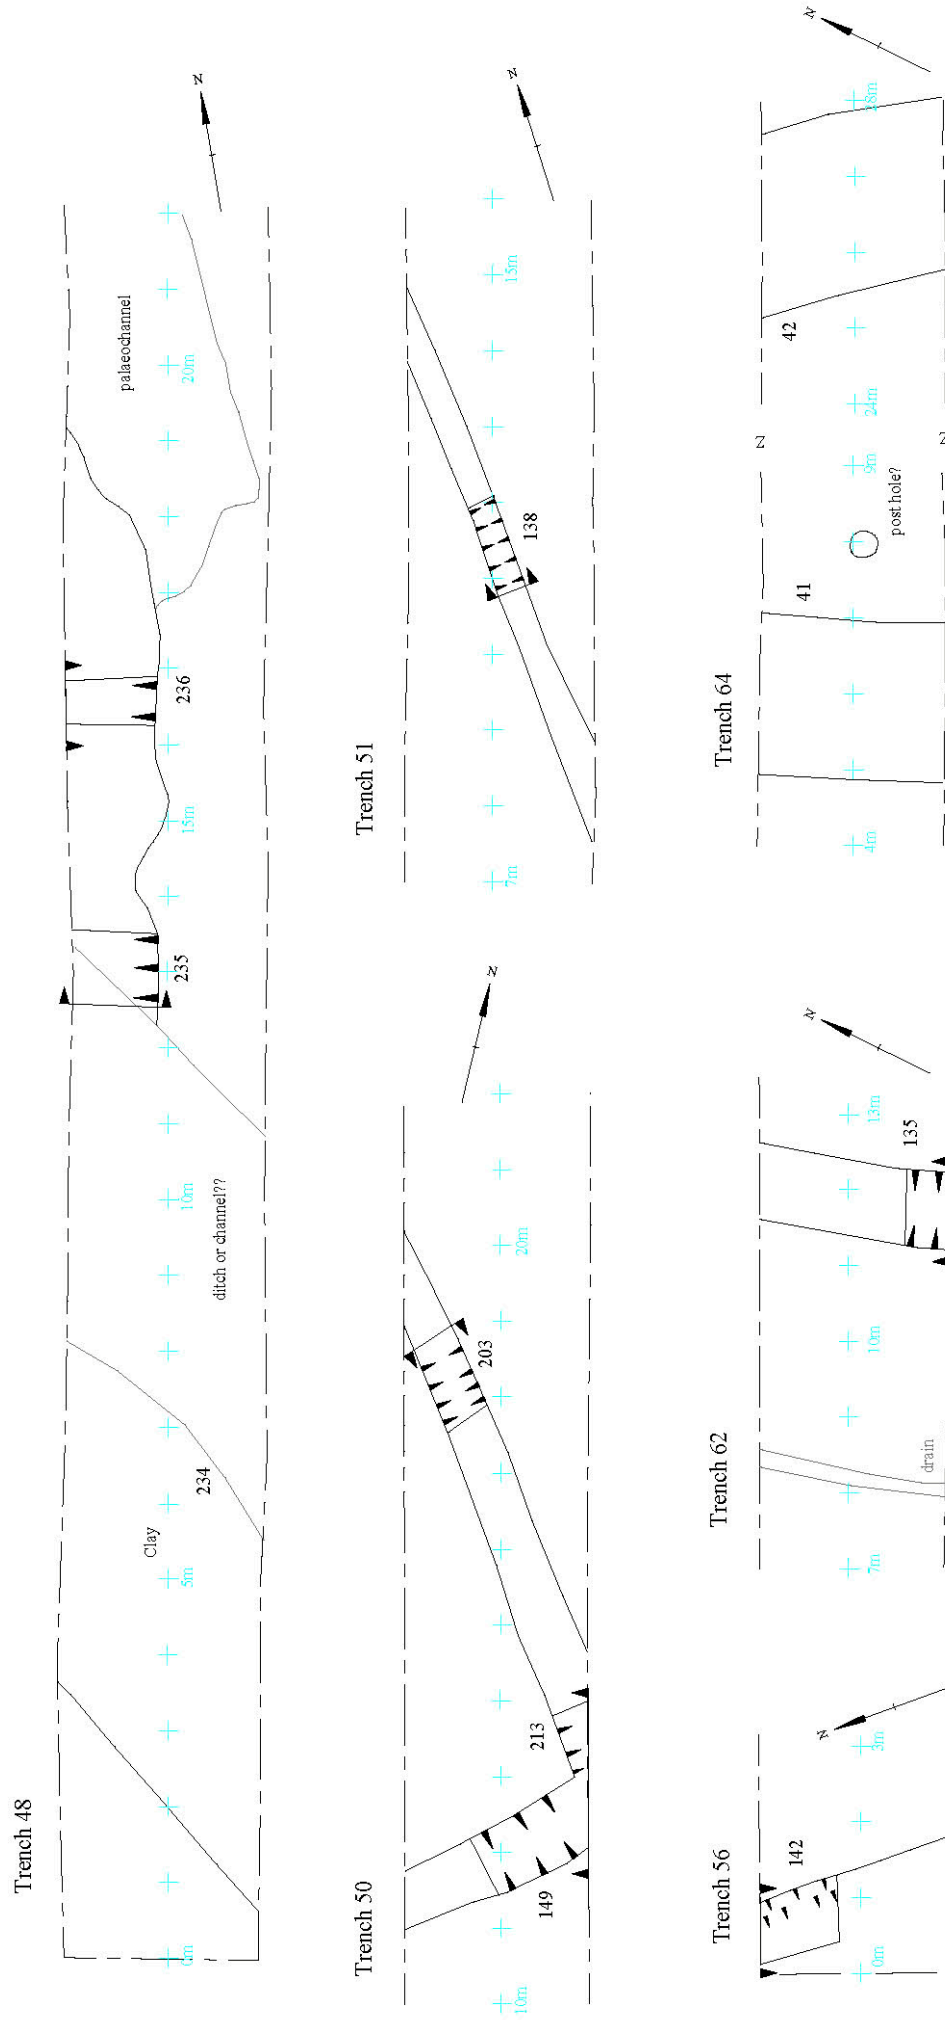 Trench 48
0m
5m
10m
15m
20m
Clay
234
ditch or channel??
235
236
palaeochannel
N
Trench 50
10m
20m
149
213
203
N
Trench 51
7m
15m
138
N
Trench 56
0m
3m
142
N
Trench 62
7m
10m
13m
drain
135
N
Trench 64
4m
9m
24m
28m
41
post hole?
42
Z
Z
N